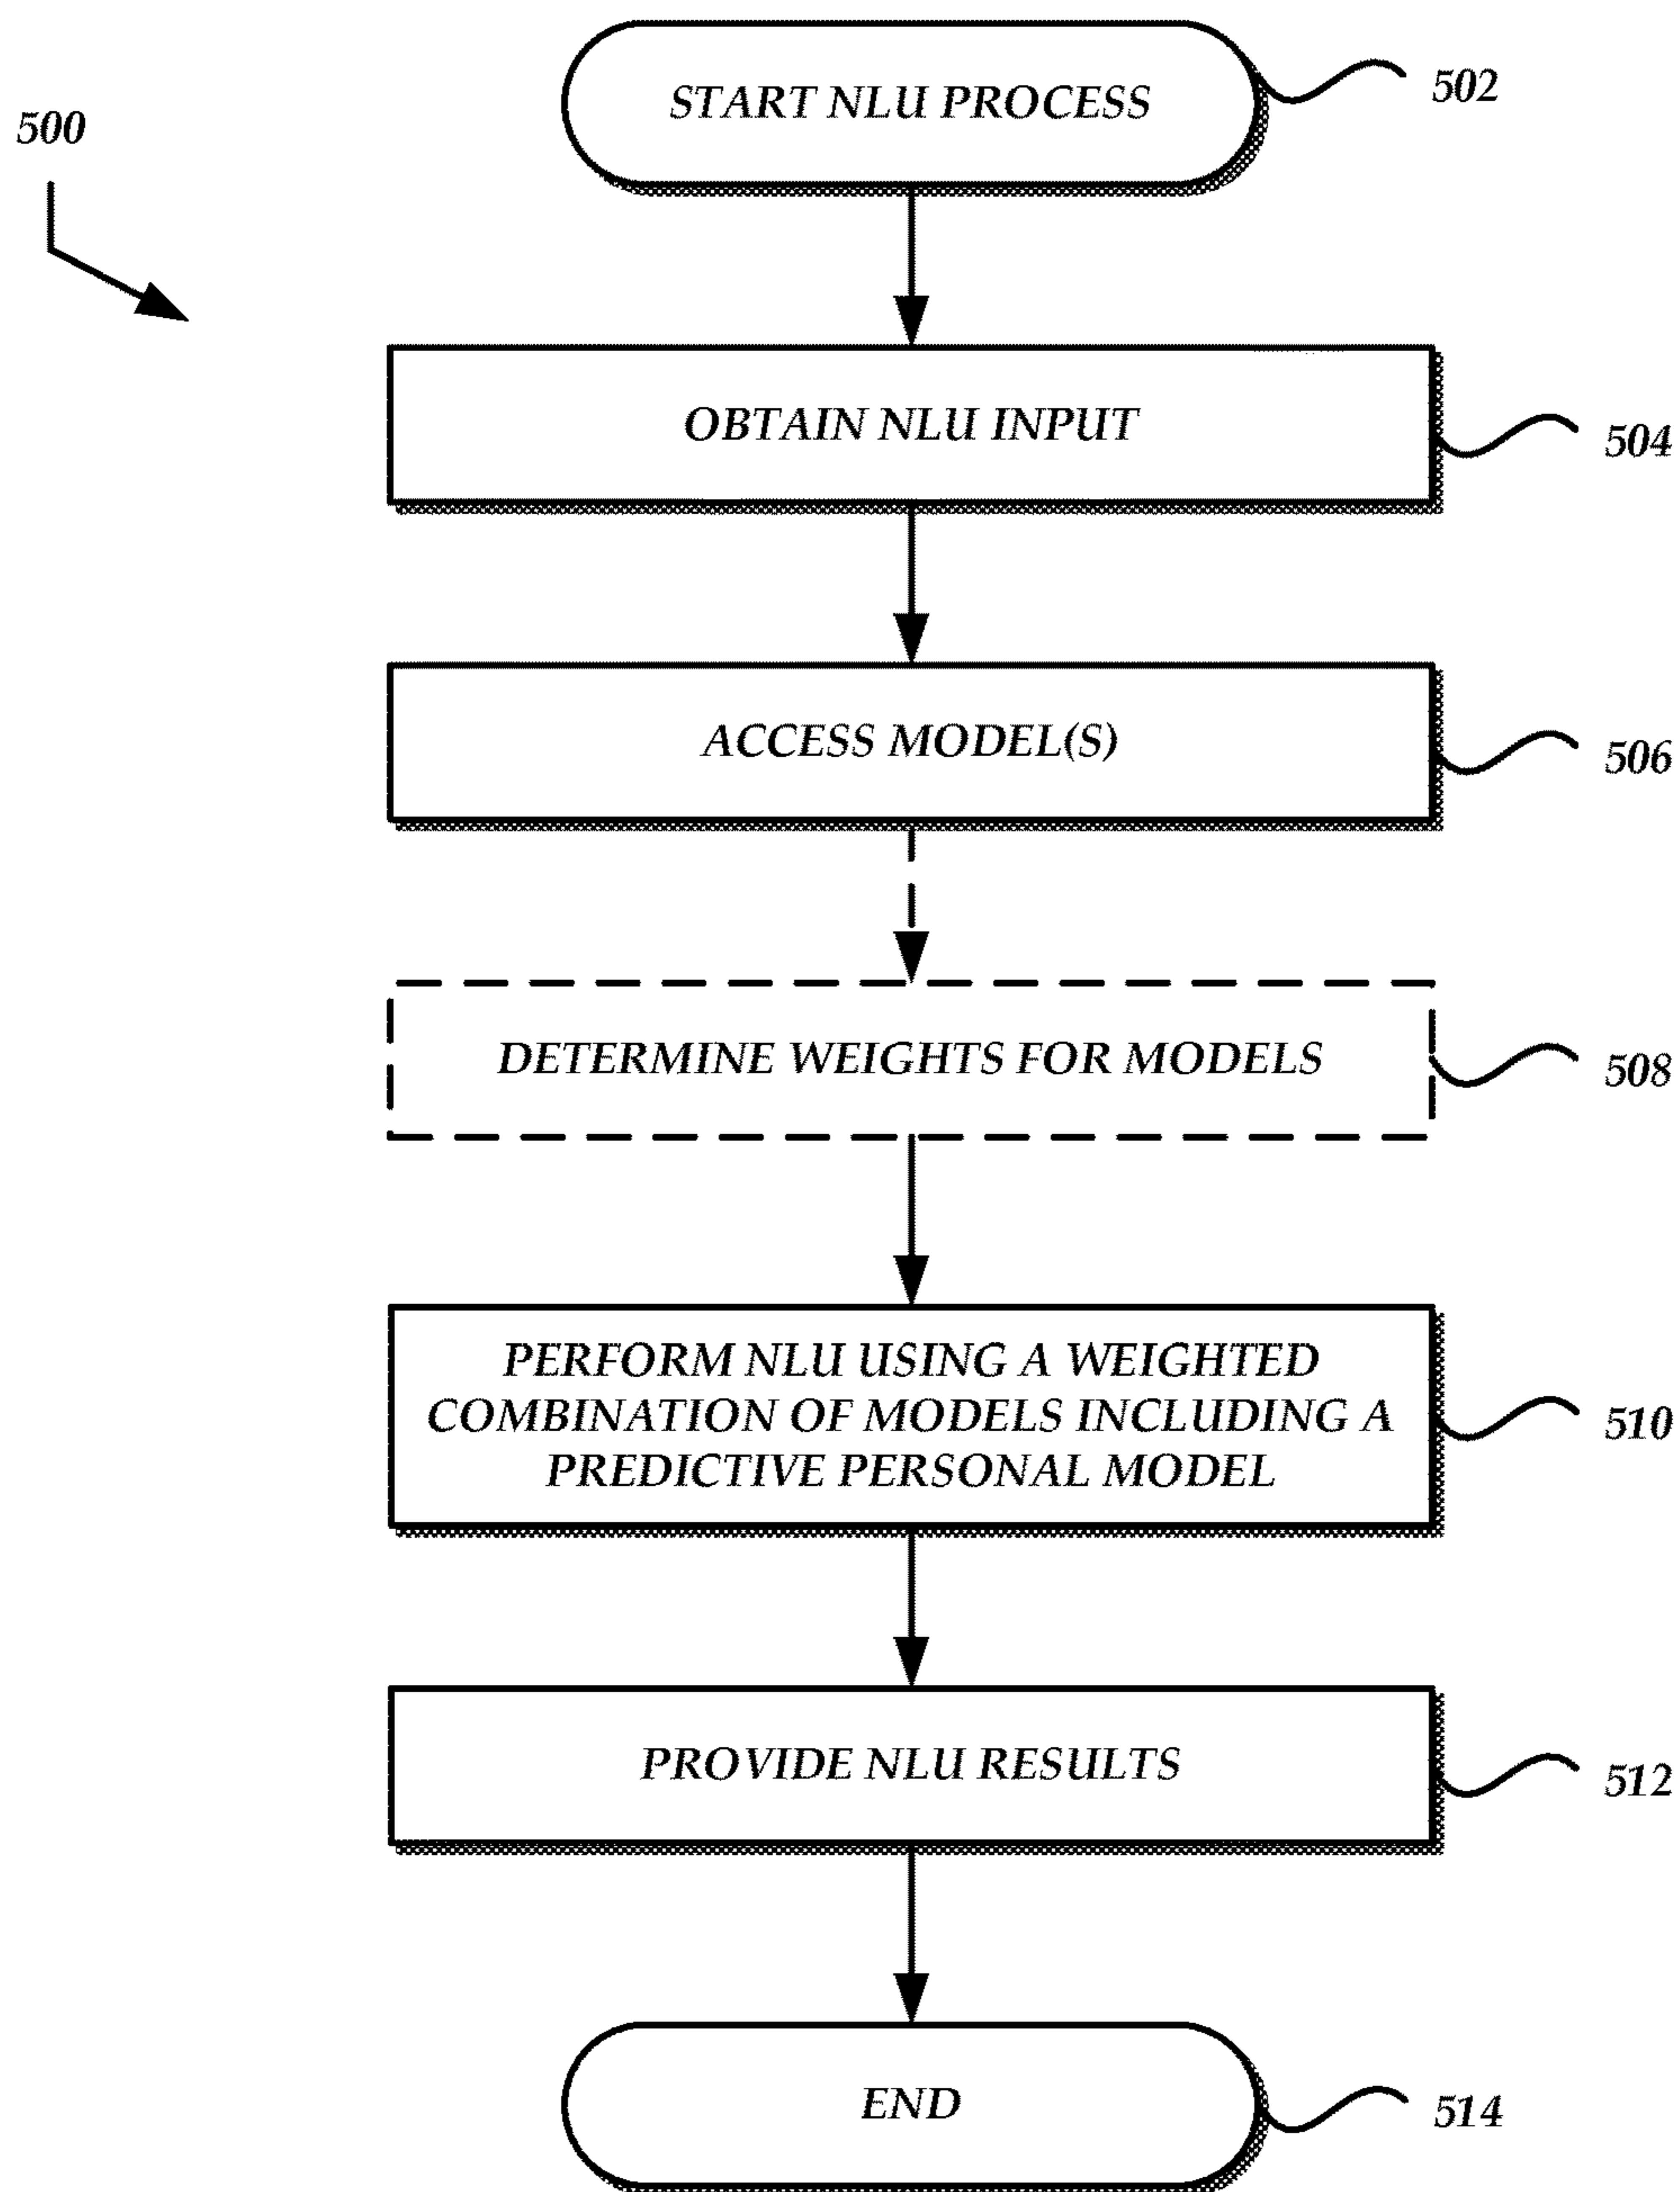 START NLU PROCESS
502
500
OBTAIN NLU INPUT
504
ACCESS MODEL(S)
506
DETERMINE WEIGHTS FOR MODELS
508
PERFORM NLU USING A WEIGHTED
COMBINATION OF MODELS INCLUDING A
PREDICTIVE PERSONAL MODEL
510
PROVIDE NLU RESULTS
512
END
514